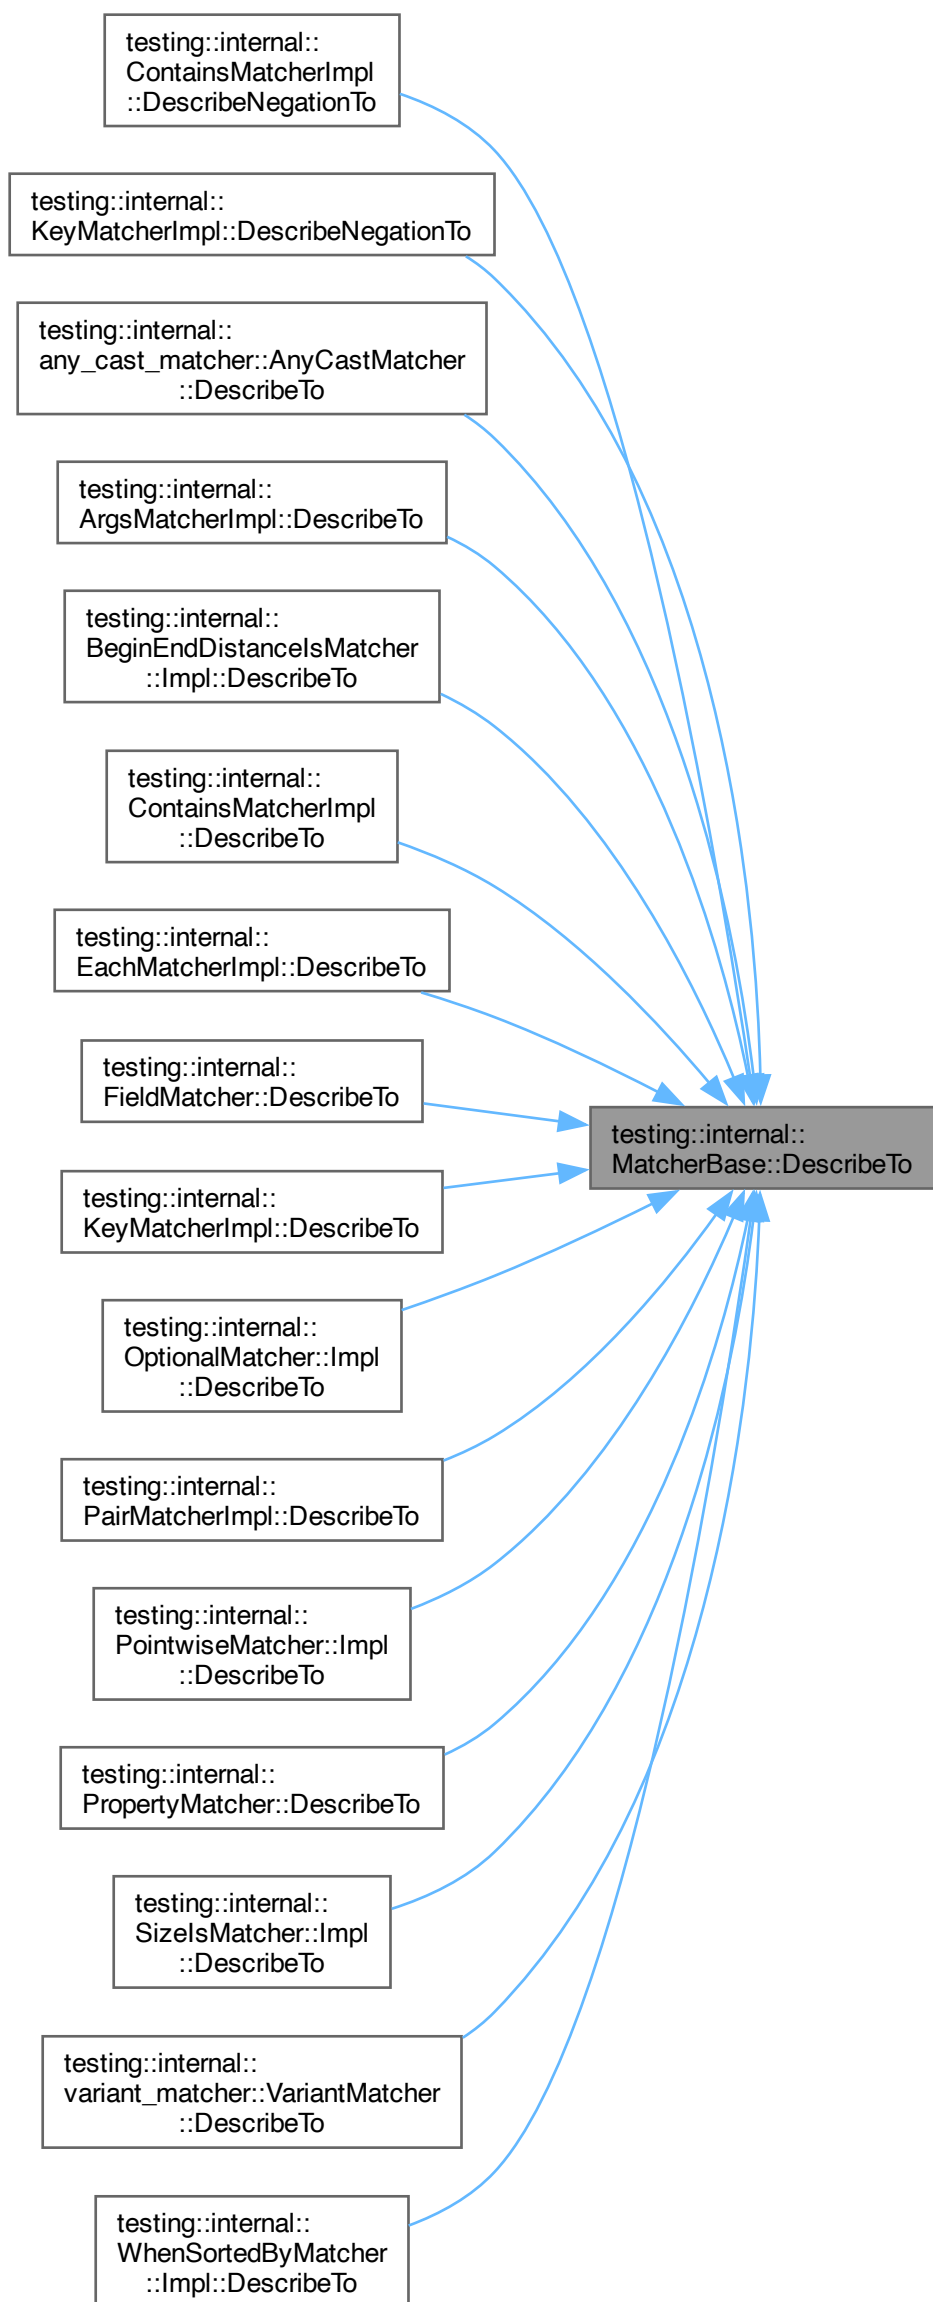 testing::internal::
ContainsMatcherImpl
::DescribeNegationTo
testing::internal::
KeyMatcherImpl::DescribeNegationTo
testing::internal::
any_cast_matcher::AnyCastMatcher
::DescribeTo
testing::internal::
ArgsMatcherImpl::DescribeTo
testing::internal::
BeginEndDistanceIsMatcher
::Impl::DescribeTo
testing::internal::
ContainsMatcherImpl
::DescribeTo
testing::internal::
EachMatcherImpl::DescribeTo
testing::internal::
FieldMatcher::DescribeTo
testing::internal::
MatcherBase::DescribeTo
testing::internal::
KeyMatcherImpl::DescribeTo
testing::internal::
OptionalMatcher::Impl
::DescribeTo
testing::internal::
PairMatcherImpl::DescribeTo
testing::internal::
PointwiseMatcher::Impl
::DescribeTo
testing::internal::
PropertyMatcher::DescribeTo
testing::internal::
SizeIsMatcher::Impl
::DescribeTo
testing::internal::
variant_matcher::VariantMatcher
::DescribeTo
testing::internal::
WhenSortedByMatcher
::Impl::DescribeTo